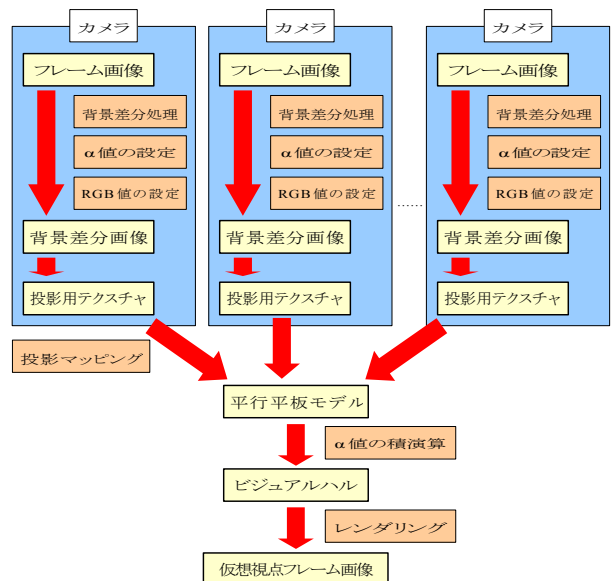 カメラ
フレーム画像
背景差分処理
α値の設定
RGB値の設定
背景差分画像
投影用テクスチャ
カメラ
フレーム画像
背景差分処理
α値の設定
RGB値の設定
背景差分画像
投影用テクスチャ
……
カメラ
フレーム画像
背景差分処理
α値の設定
RGB値の設定
背景差分画像
投影用テクスチャ
投影マッピング
平行平板モデル
α値の積演算
ビジュアルハル
レンダリング
仮想視点フレーム画像